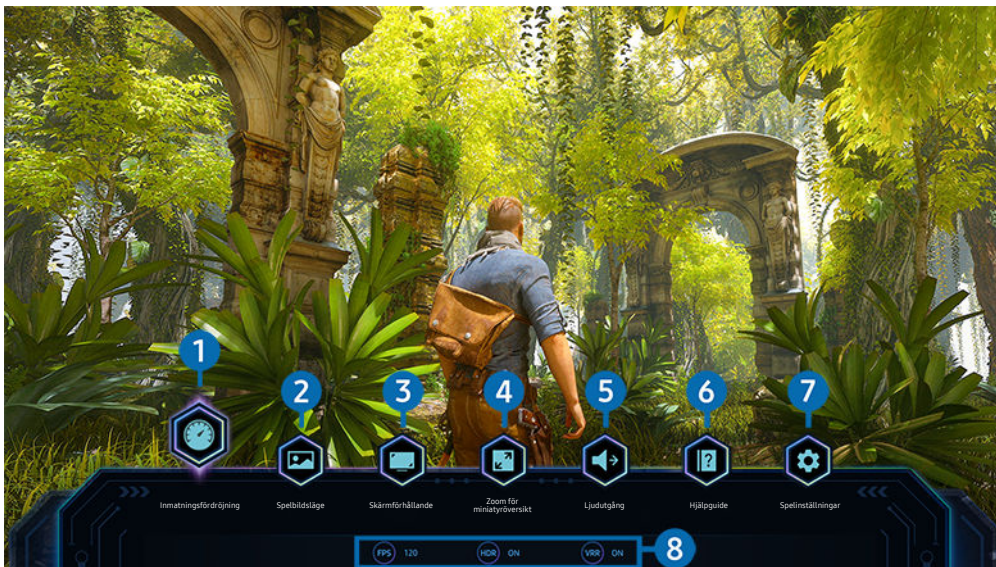 1
2
3
4
5
6
7
Inmatningsfördröjning
Spelbildsläge
Skärmförhållande
Zoom för
miniatyröversikt
Ljudutgång
Hjälpguide
Spelinställningar
FPS 120 HDR ON VRR ON 8